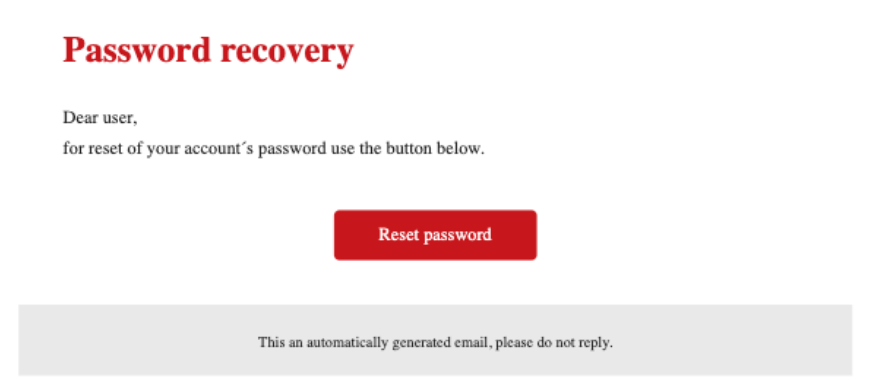 Password recovery
Dear user,
for reset of your account´s password use the button below.
Reset password
This an automatically generated email, please do not reply.